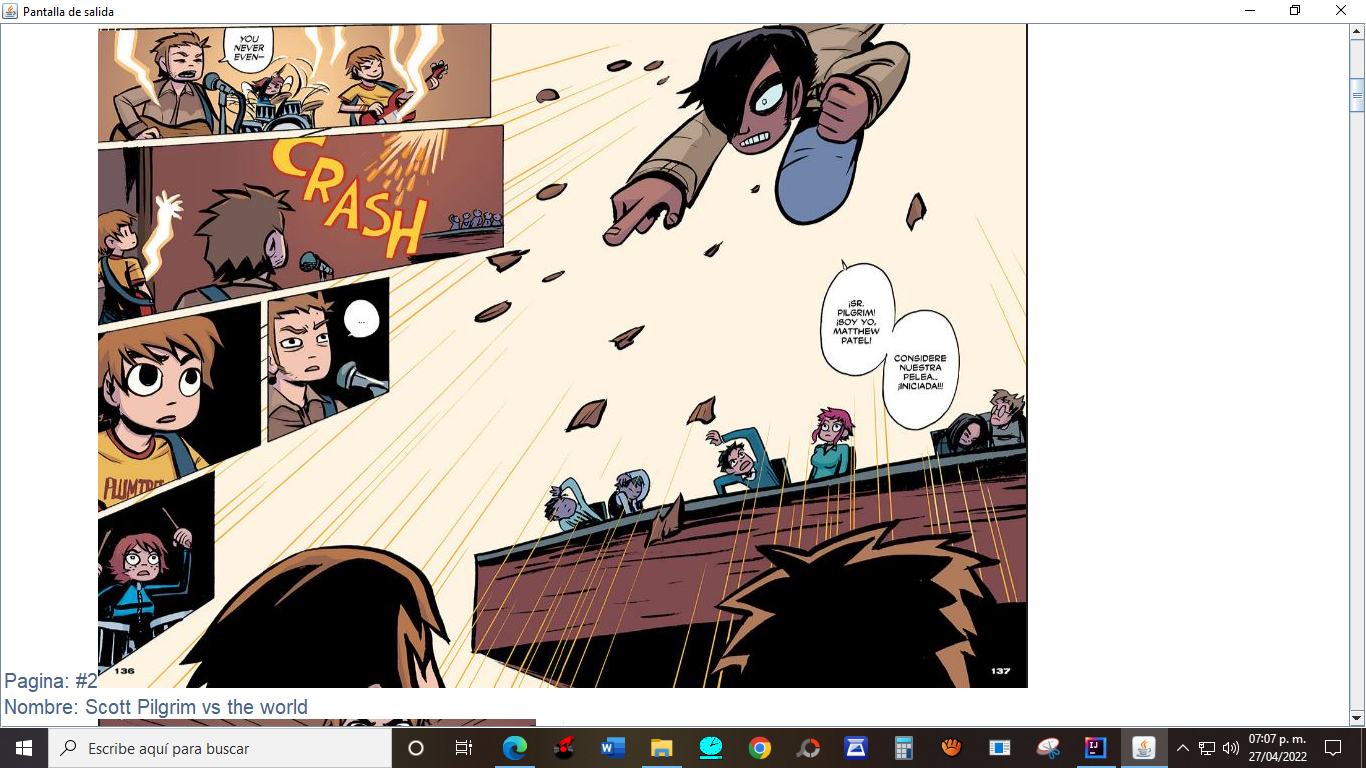 Pantalla de salida
YOU
NEVER
EVEN–
CRASH
...
¡SR.
PILGRIM!
¡SOY YO,
MATTHEW
PATEL!
CONSIDERE
NUESTRA
PELEA...
¡INICIADA!!!
PLUMTREE
136
137
Pagina: #2
Nombre: Scott Pilgrim vs the world
Escribe aquí para buscar
07:07 p. m.
27/04/2022